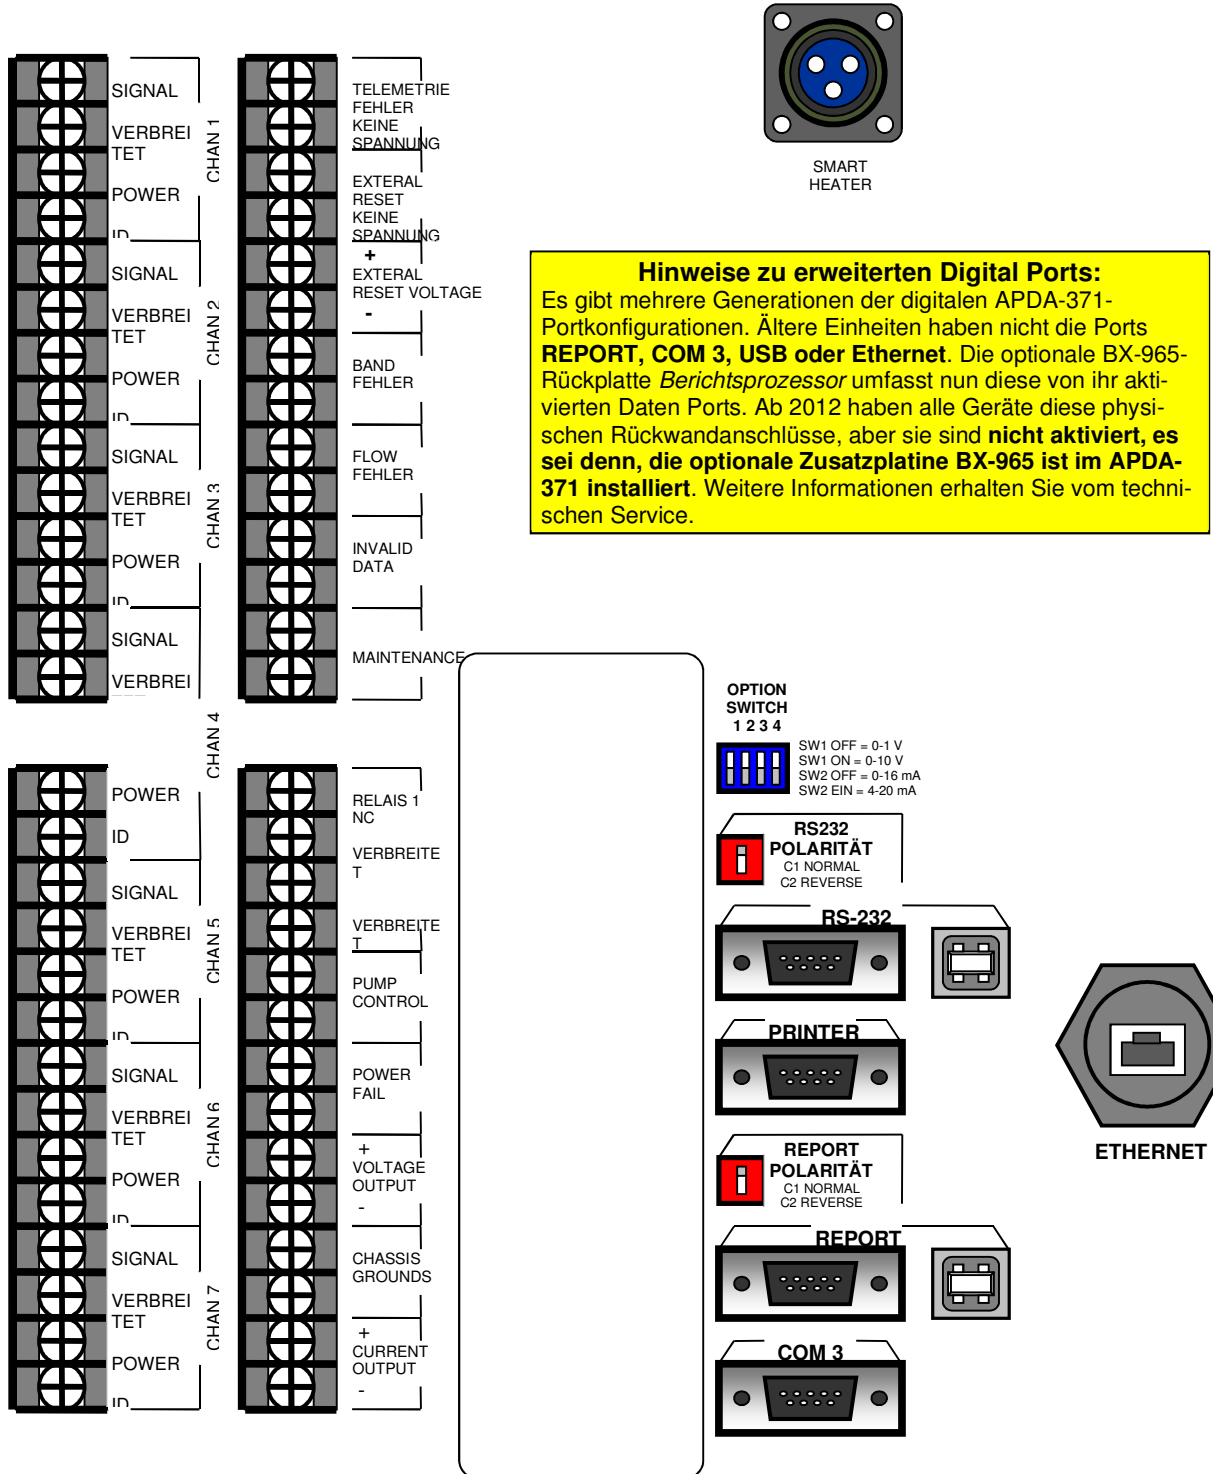 SIGNAL
VERBREI
TET
POWER
ID
CHAN 1
SIGNAL
VERBREI
TET
POWER
ID
CHAN 2
SIGNAL
VERBREI
TET
POWER
ID
CHAN 3
SIGNAL
VERBREI
CHAN 4
POWER
ID
SIGNAL
VERBREI
TET
POWER
ID
CHAN 5
SIGNAL
VERBREI
TET
POWER
ID
CHAN 6
SIGNAL
VERBREI
TET
POWER
ID
CHAN 7
TELEMETRIE
FEHLER
KEINE
SPANNUNG
EXTERAL
RESET
KEINE
SPANNUNG
+
EXTERAL
RESET VOLTAGE
-
BAND
FEHLER
FLOW
FEHLER
INVALID
DATA
MAINTENANCE
RELAIS 1
NC
VERBREITE
T
VERBREITE
T
PUMP
CONTROL
POWER
FAIL
+
VOLTAGE
OUTPUT
-
CHASSIS
GROUNDS
+
CURRENT
OUTPUT
-
SMART
HEATER
Hinweise zu erweiterten Digital Ports:
Es gibt mehrere Generationen der digitalen APDA-371-
Portkonfigurationen. Ältere Einheiten haben nicht die Ports
REPORT, COM 3, USB oder Ethernet. Die optionale BX-965-
Rückplatte Berichtsprozessor umfasst nun diese von ihr akti-
vierten Daten Ports. Ab 2012 haben alle Geräte diese physi-
schen Rückwandanschlüsse, aber sie sind nicht aktiviert, es
sei denn, die optionale Zusatzplatine BX-965 ist im APDA-
371 installiert. Weitere Informationen erhalten Sie vom techni-
schen Service.
OPTION
SWITCH
1 2 3 4
SW1 OFF = 0-1 V
SW1 ON = 0-10 V
SW2 OFF = 0-16 mA
SW2 EIN = 4-20 mA
RS232
POLARITÄT
C1 NORMAL
C2 REVERSE
RS-232
PRINTER
REPORT
POLARITÄT
C1 NORMAL
C2 REVERSE
REPORT
COM 3
ETHERNET